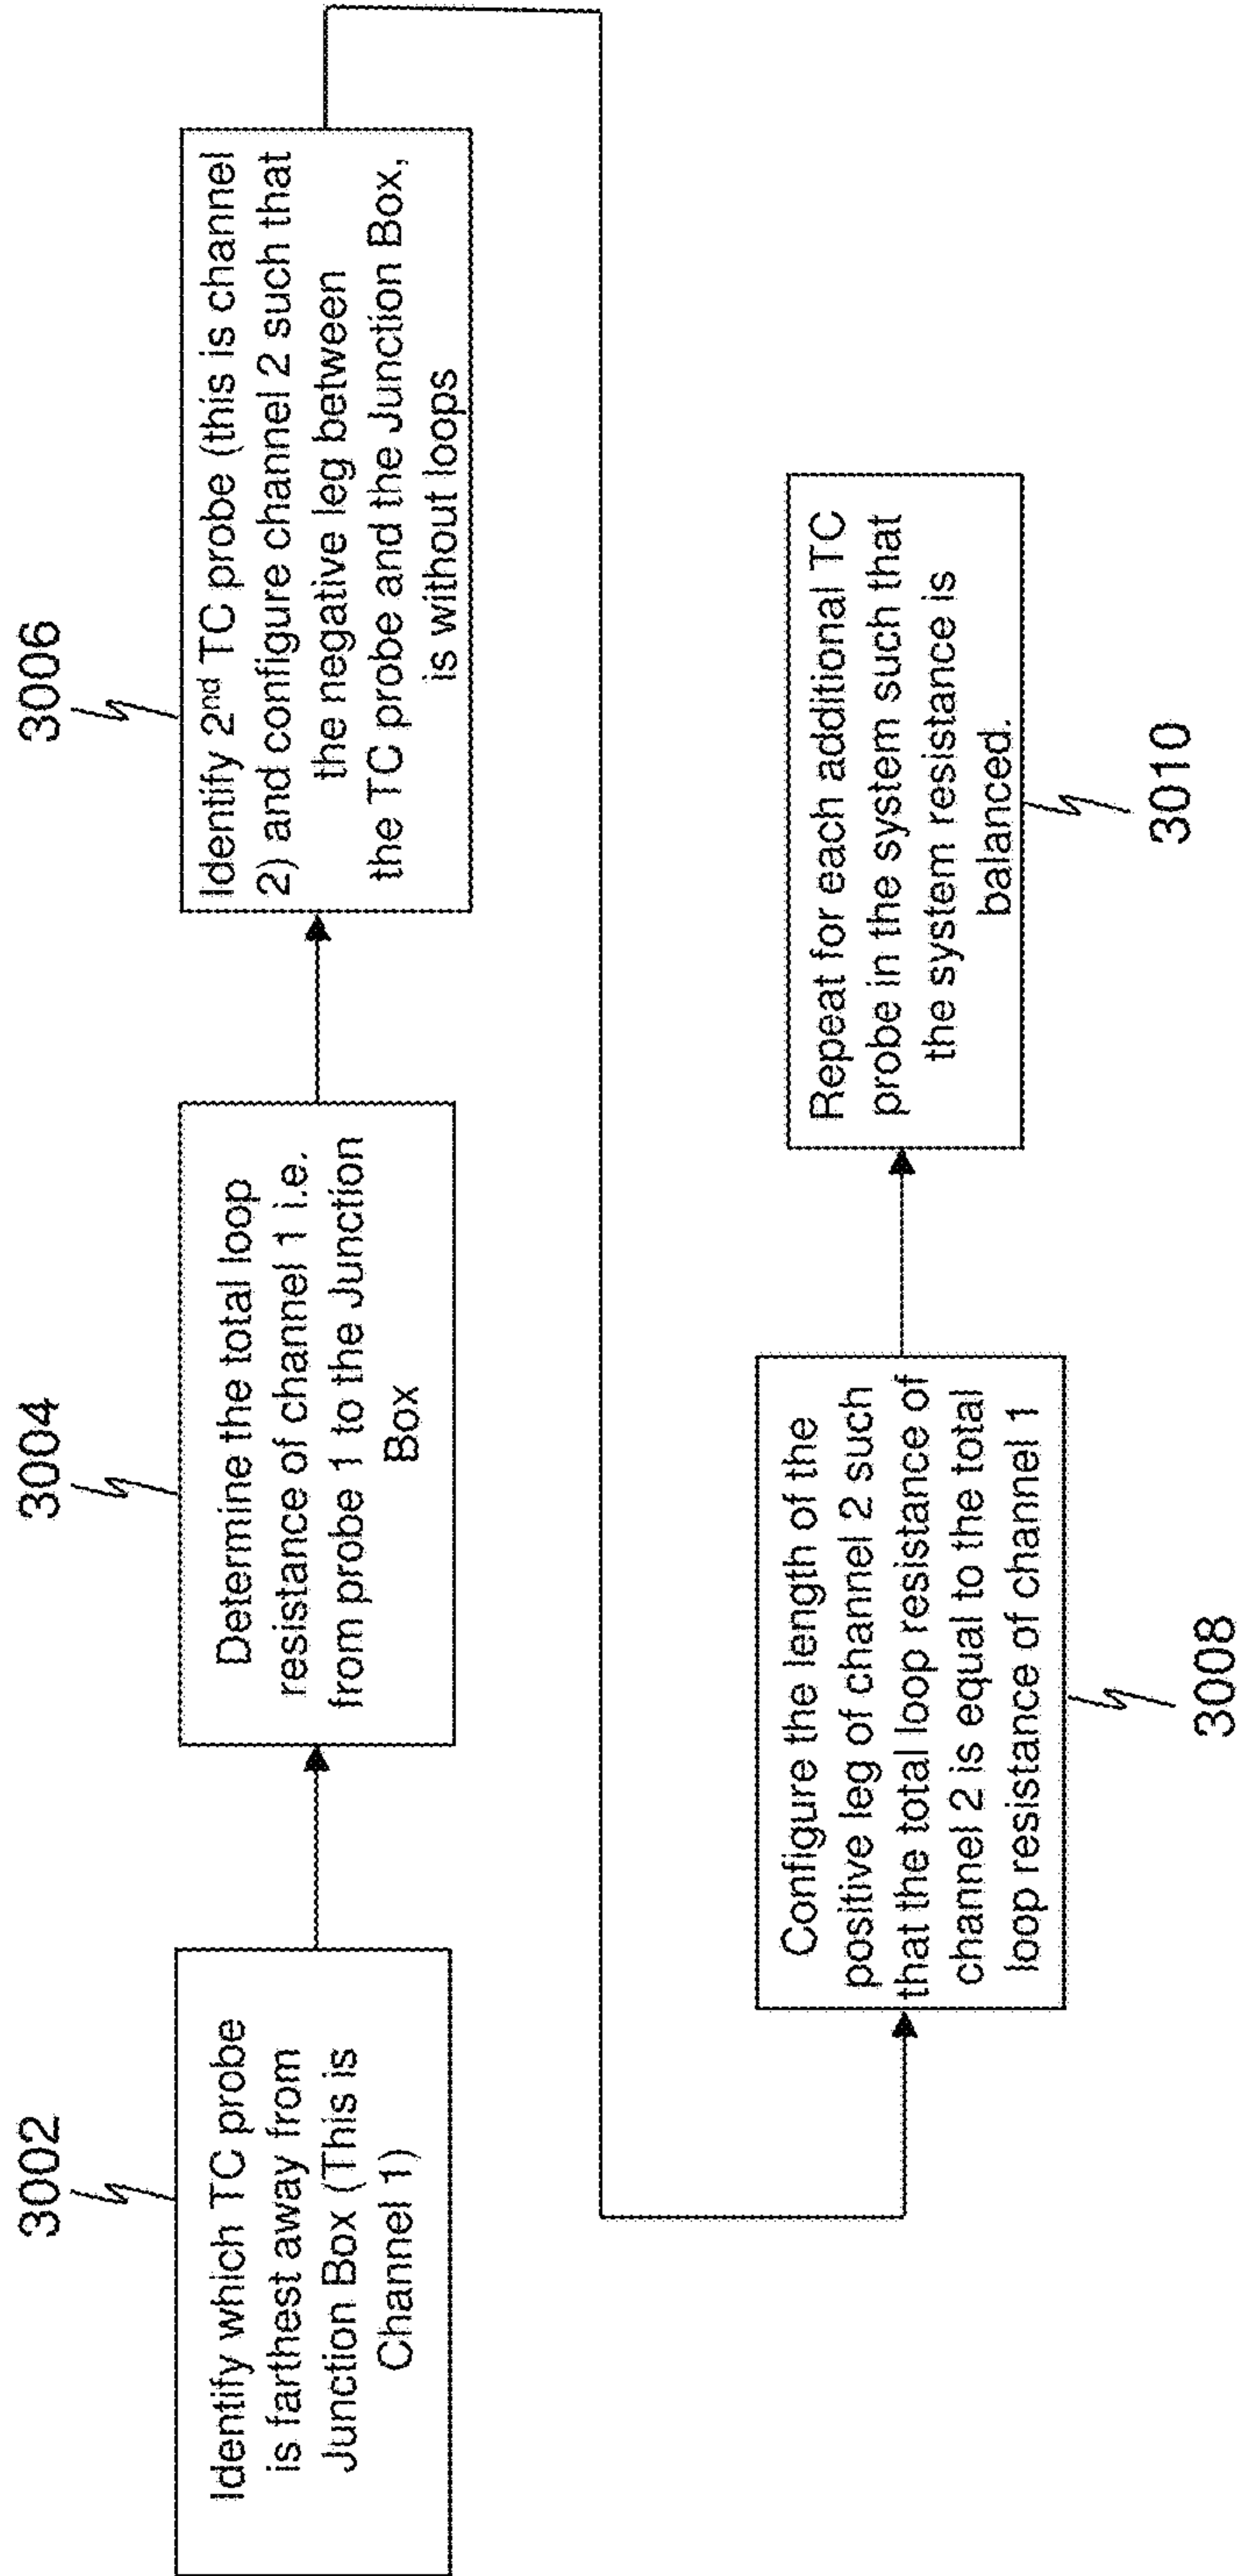 3002
Identify which TC probe
is farthest away from
Junction Box (This is
Channel 1)
3004
Determine the total loop
resistance of channel 1 i.e.
from probe 1 to the Junction
Box
3006
Identify 2nd TC probe (this is channel
2) and configure channel 2 such that
the negative leg between
the TC probe and the Junction Box,
is without loops
Configure the length of the
positive leg of channel 2 such
that the total loop resistance of
channel 2 is equal to the total
loop resistance of channel 1
3008
Repeat for each additional TC
probe in the system such that
the system resistance is
balanced.
3010